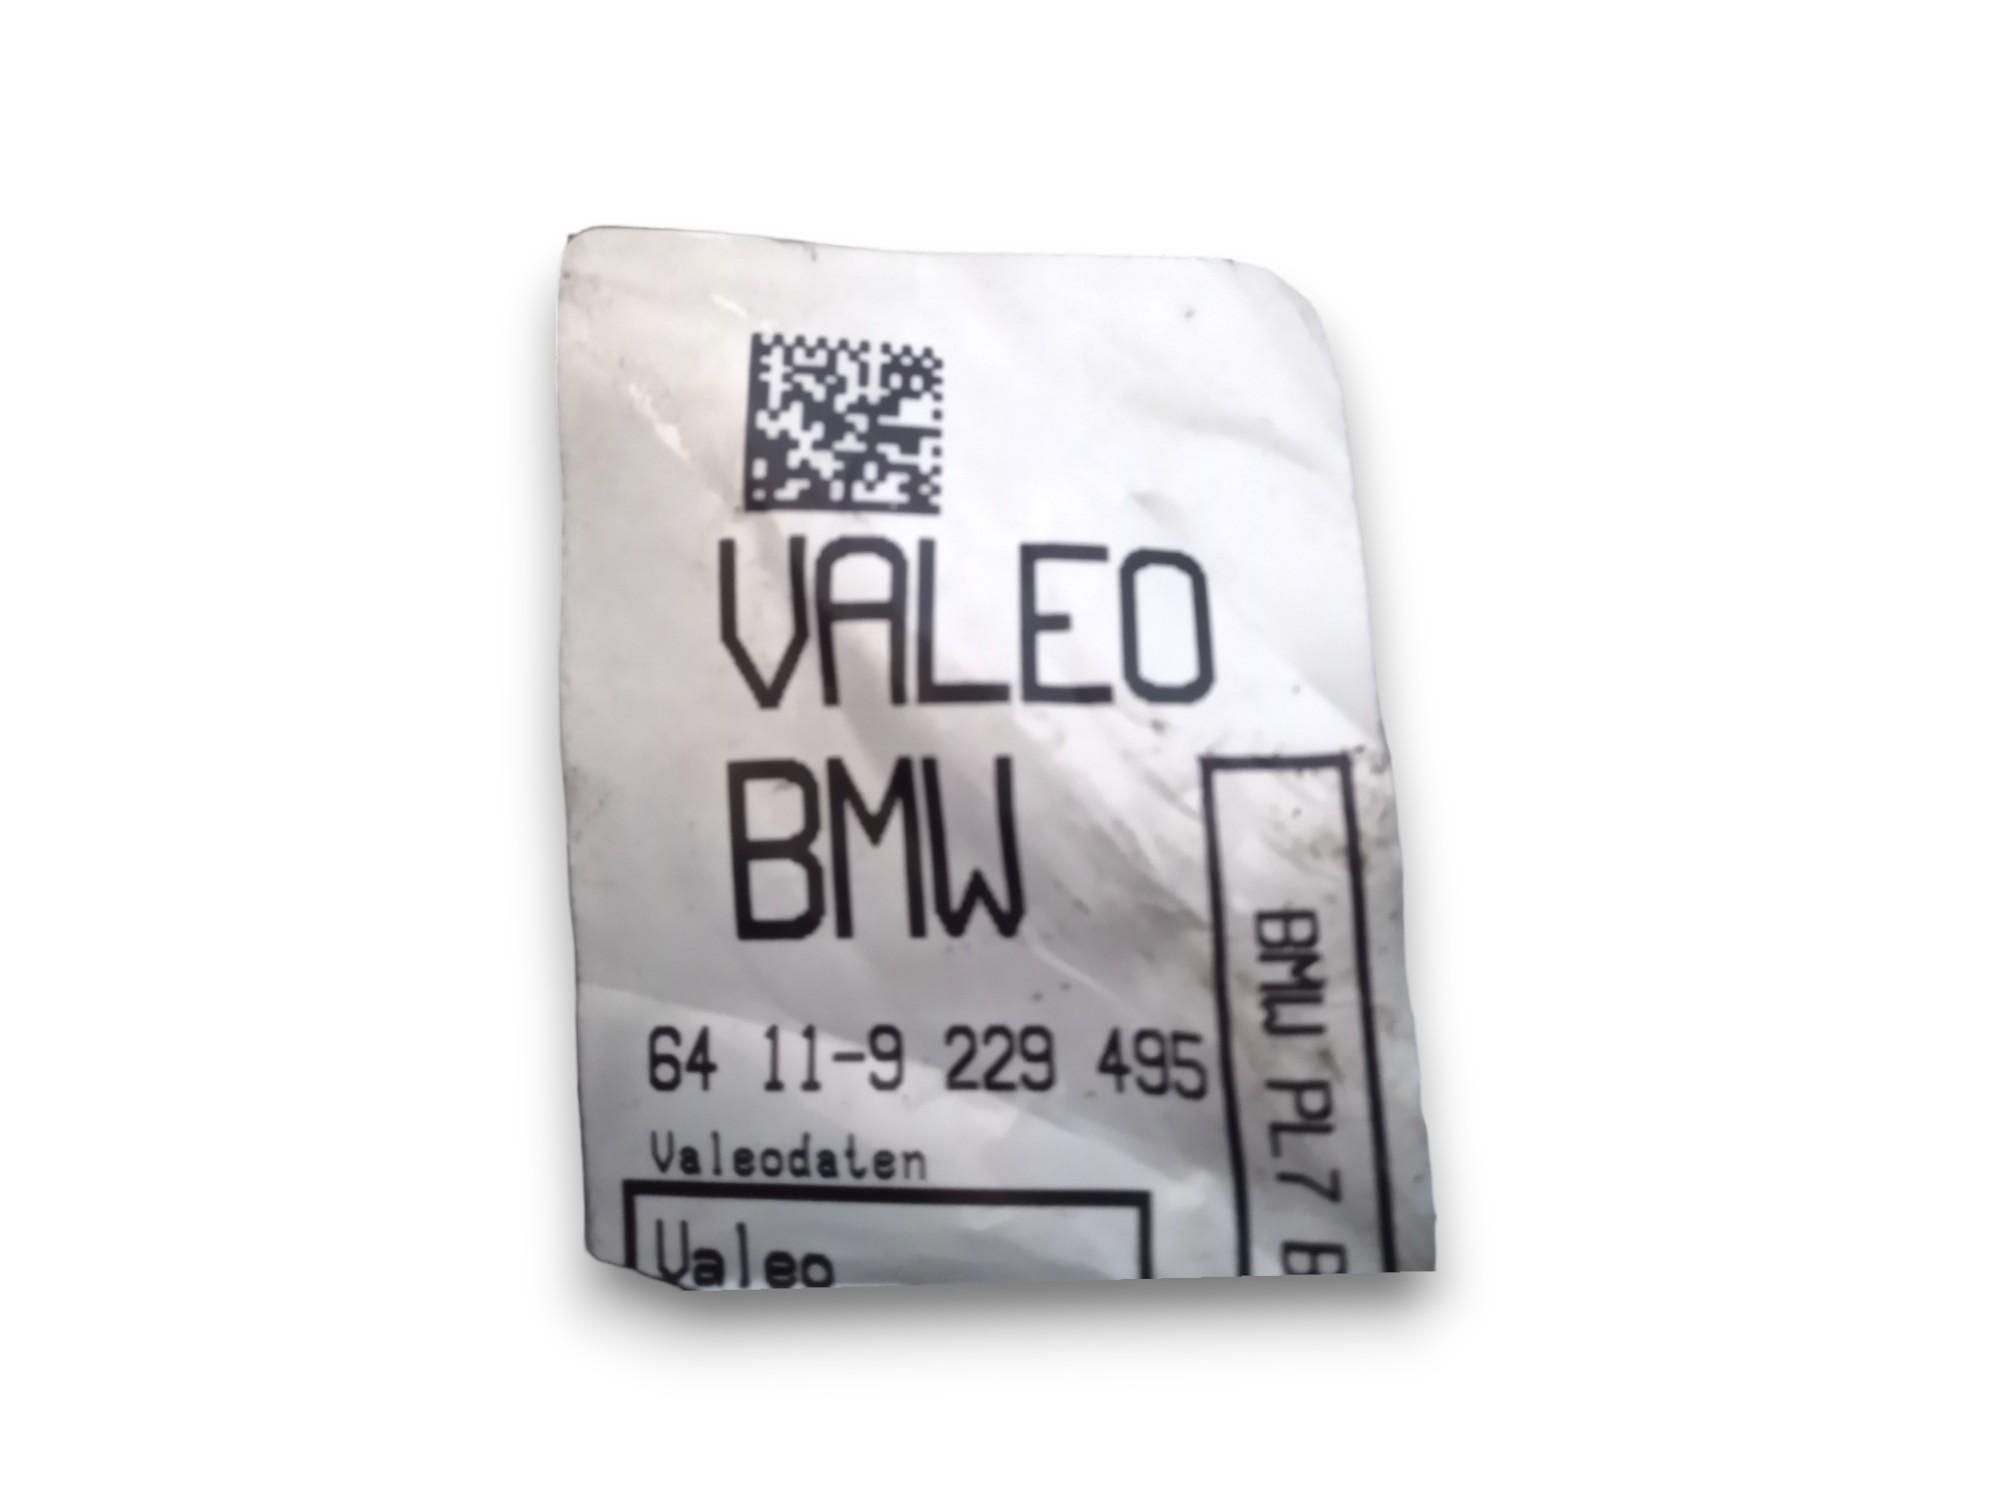 VALEO
BMW
64 11-9 229 495
Valeodaten
Valeo
BMW PL7 B